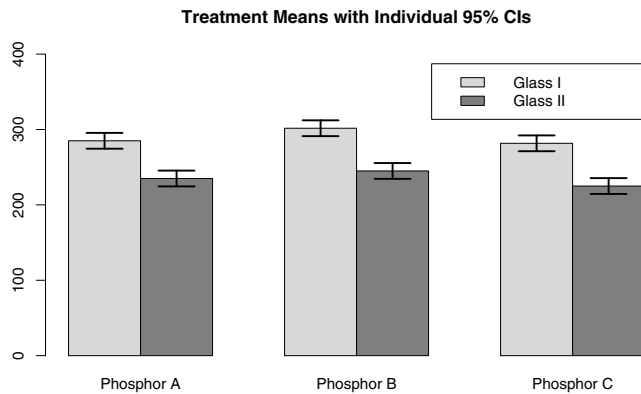 Treatment Means with Individual 95% CIs
400
300
200
100
0
Glass I
Glass II
Phosphor A
Phosphor B
Phosphor C